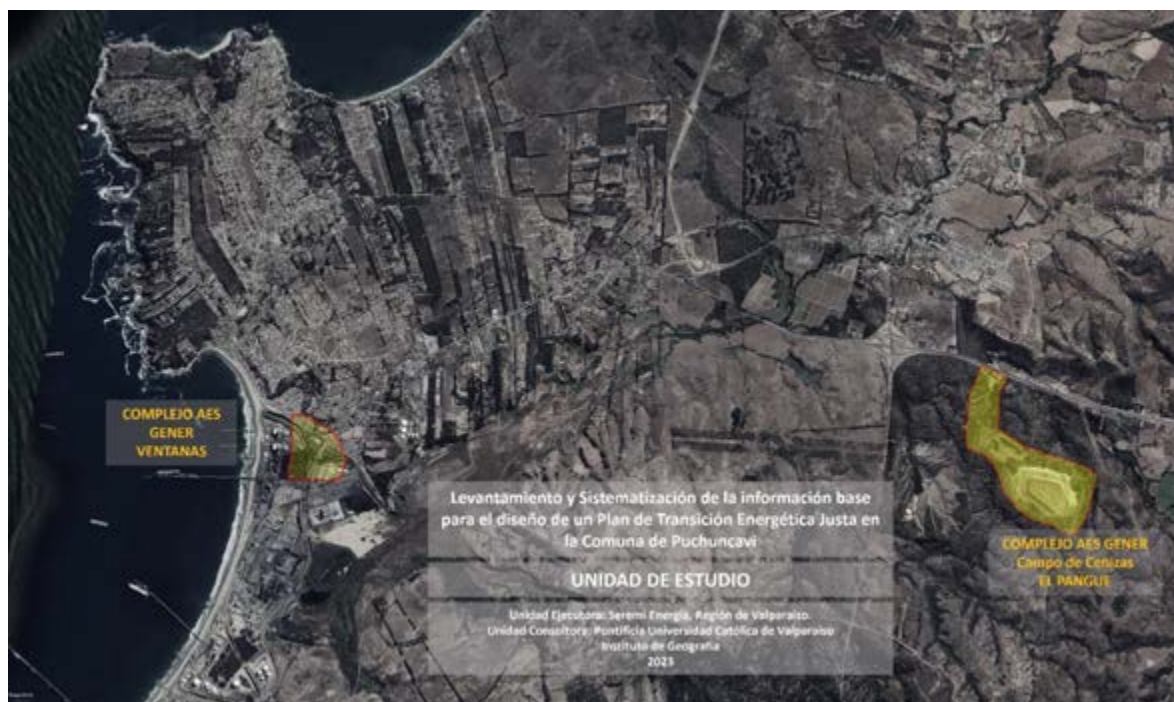 COMPLEJO AES
GENER
VENTANAS
Levantamiento y Sistematización de la información base
para el diseño de un Plan de Transición Energética Justa en
la Comuna de Puchuncaví
UNIDAD DE ESTUDIO
Unidad Ejecutora: Seremi Energía, Región de Valparaíso.
Unidad Consultora: Pontificia Universidad Católica de Valparaíso
Instituto de Geografía
2023
COMPLEJO AES GENER
Campo de Cenizas
EL PANGUE